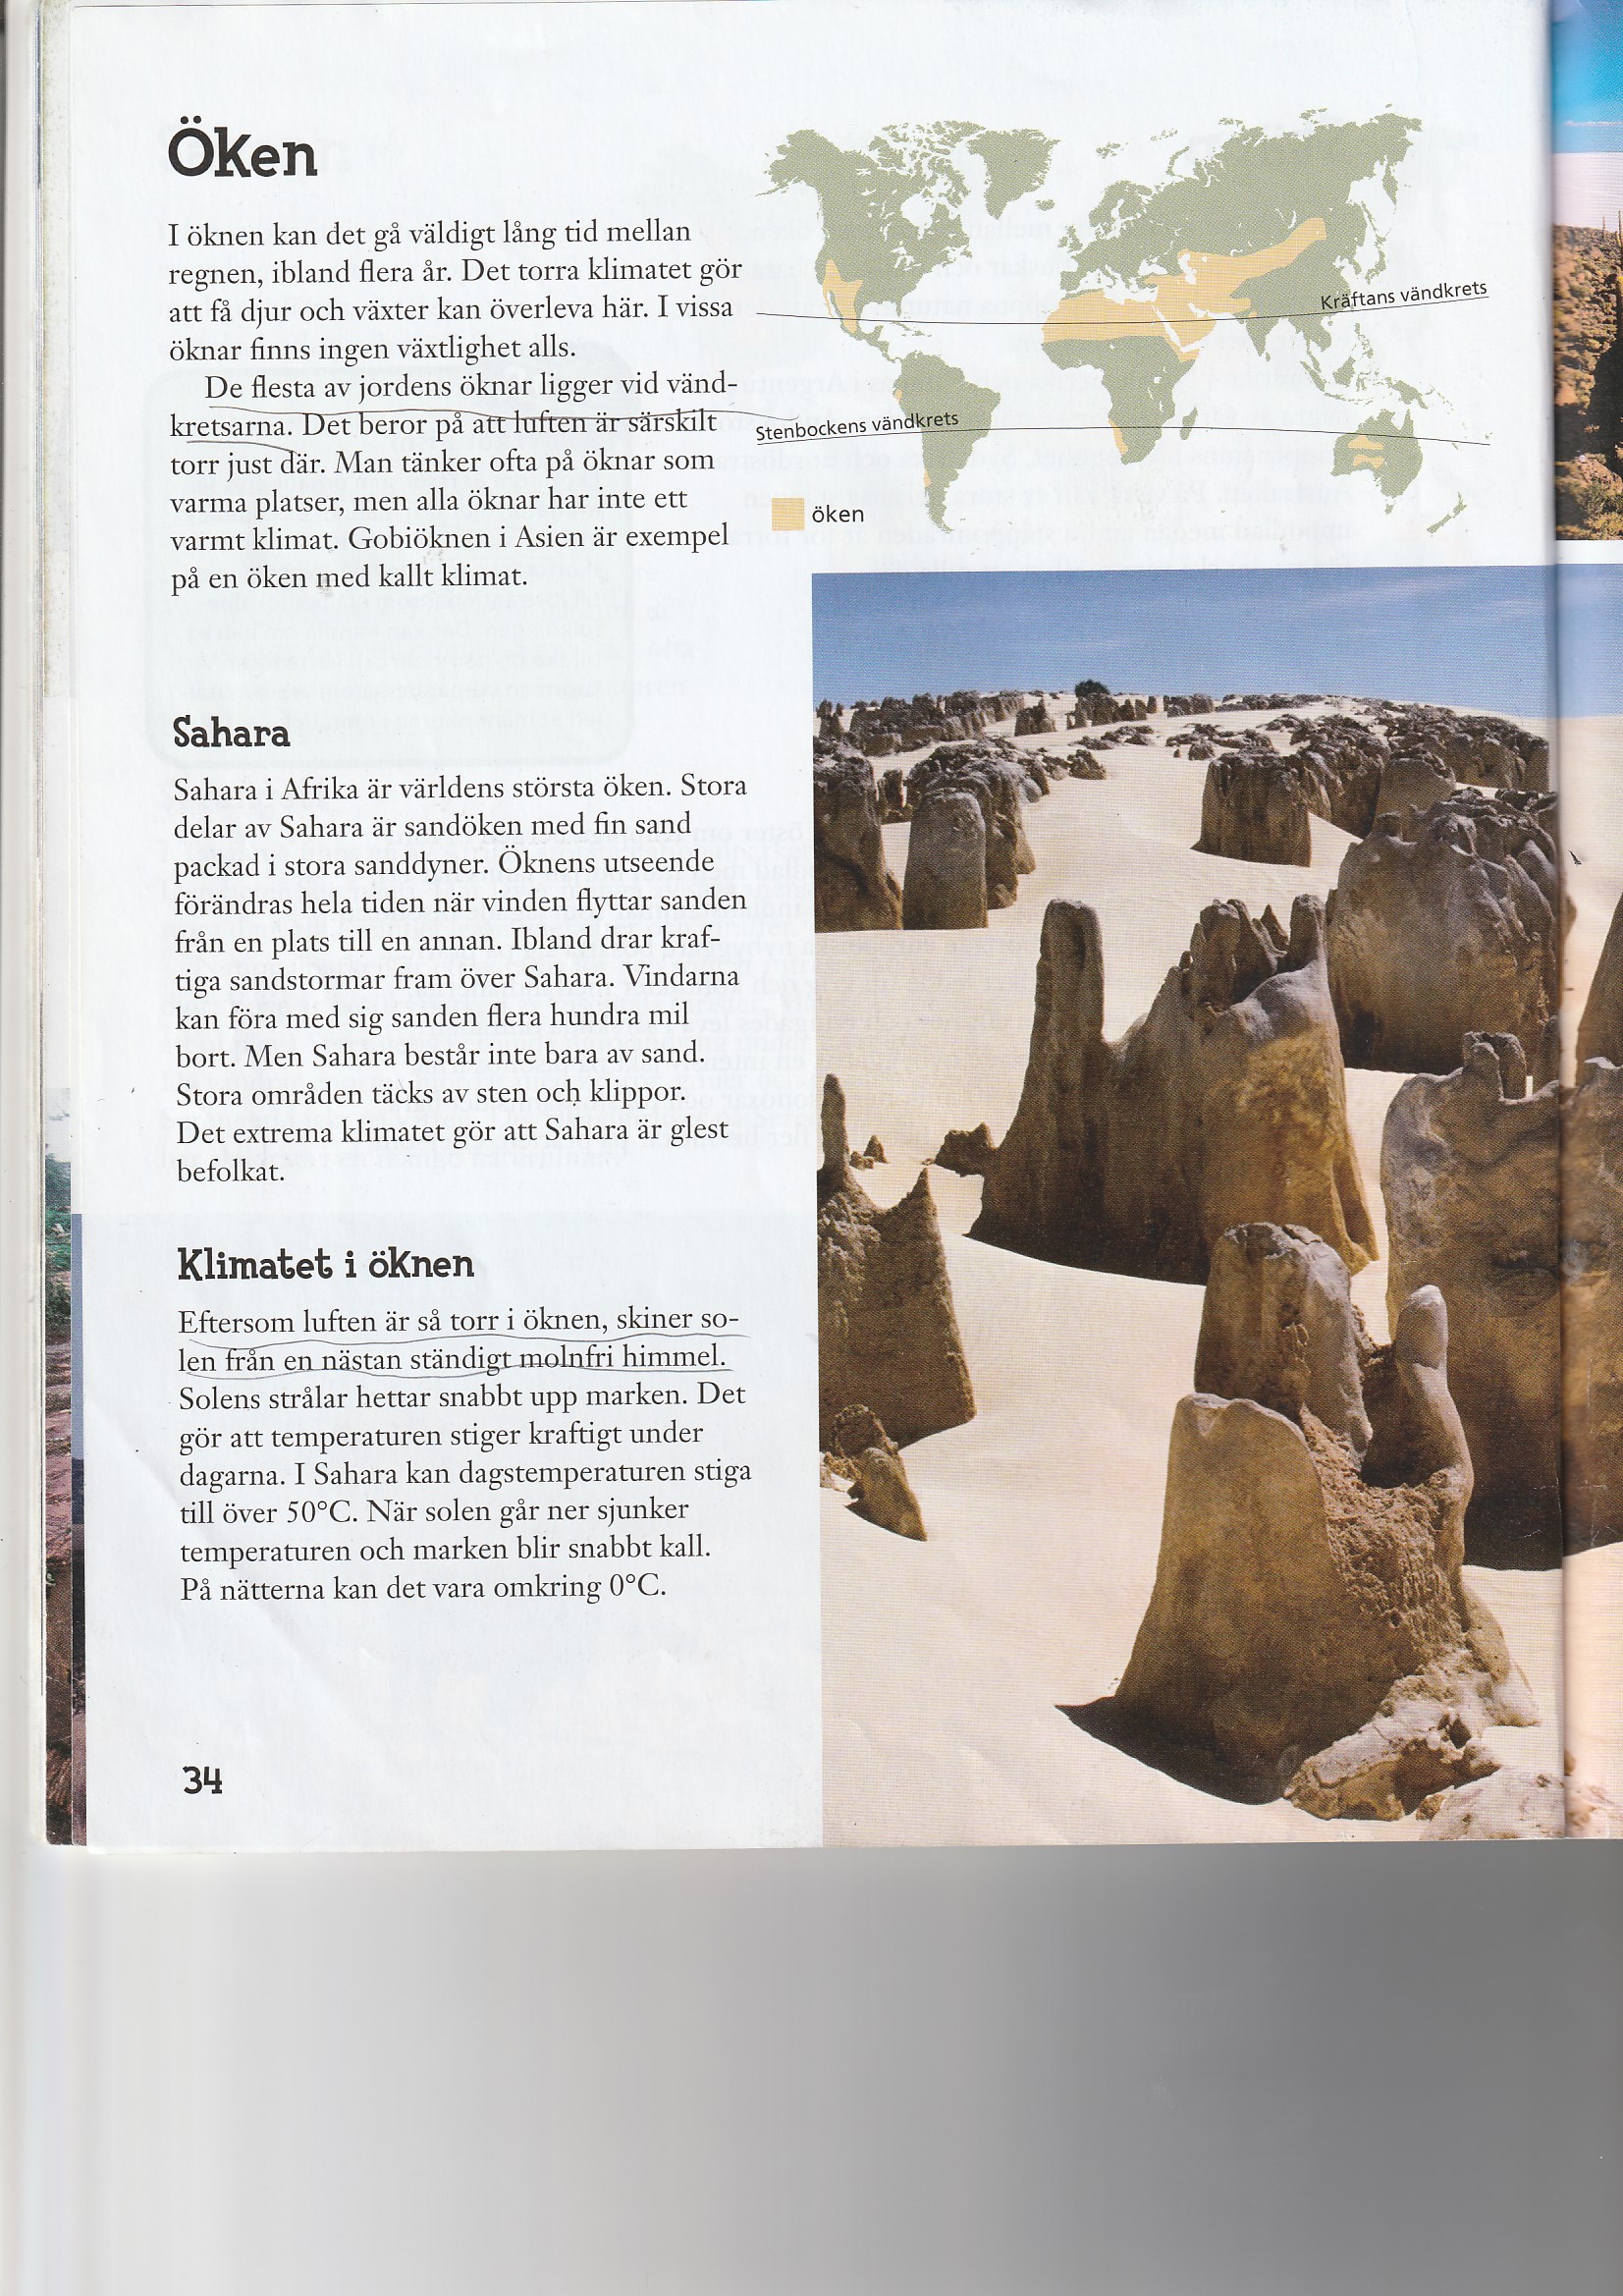 Öken
I öknen kan det gå väldigt lång tid mellan
regnen, ibland flera år. Det torra klimatet gör
att få djur och växter kan överleva här. I vissa
öknar finns ingen växtlighet alls.
De flesta av jordens öknar ligger vid vänd-
kretsarna. Det beror på att luften är särskilt
torr just där. Man tänker ofta på öknar som
varma platser, men alla öknar har inte ett
varmt klimat. Gobiöknen i Asien är exempel
på en öken med kallt klimat.
Kräftans vändkrets
Stenbockens vändkrets
öken
Sahara
Sahara i Afrika är världens största öken. Stora
delar av Sahara är sandöken med fin sand
packad i stora sanddyner. Öknens utseende
förändras hela tiden när vinden flyttar sanden
från en plats till en annan. Ibland drar kraf-
tiga sandstormar fram över Sahara. Vindarna
kan föra med sig sanden flera hundra mil
bort. Men Sahara består inte bara av sand.
Stora områden täcks av sten och klippor.
Det extrema klimatet gör att Sahara är glest
befolkat.
Klimatet i öknen
Eftersom luften är så torr i öknen, skiner so-
len från en nästan ständigt molnfri himmel.
Solens strålar hettar snabbt upp marken. Det
gör att temperaturen stiger kraftigt under
dagarna. I Sahara kan dagstemperaturen stiga
till över 50°C. När solen går ner sjunker
temperaturen och marken blir snabbt kall.
På nätterna kan det vara omkring 0°C.
34